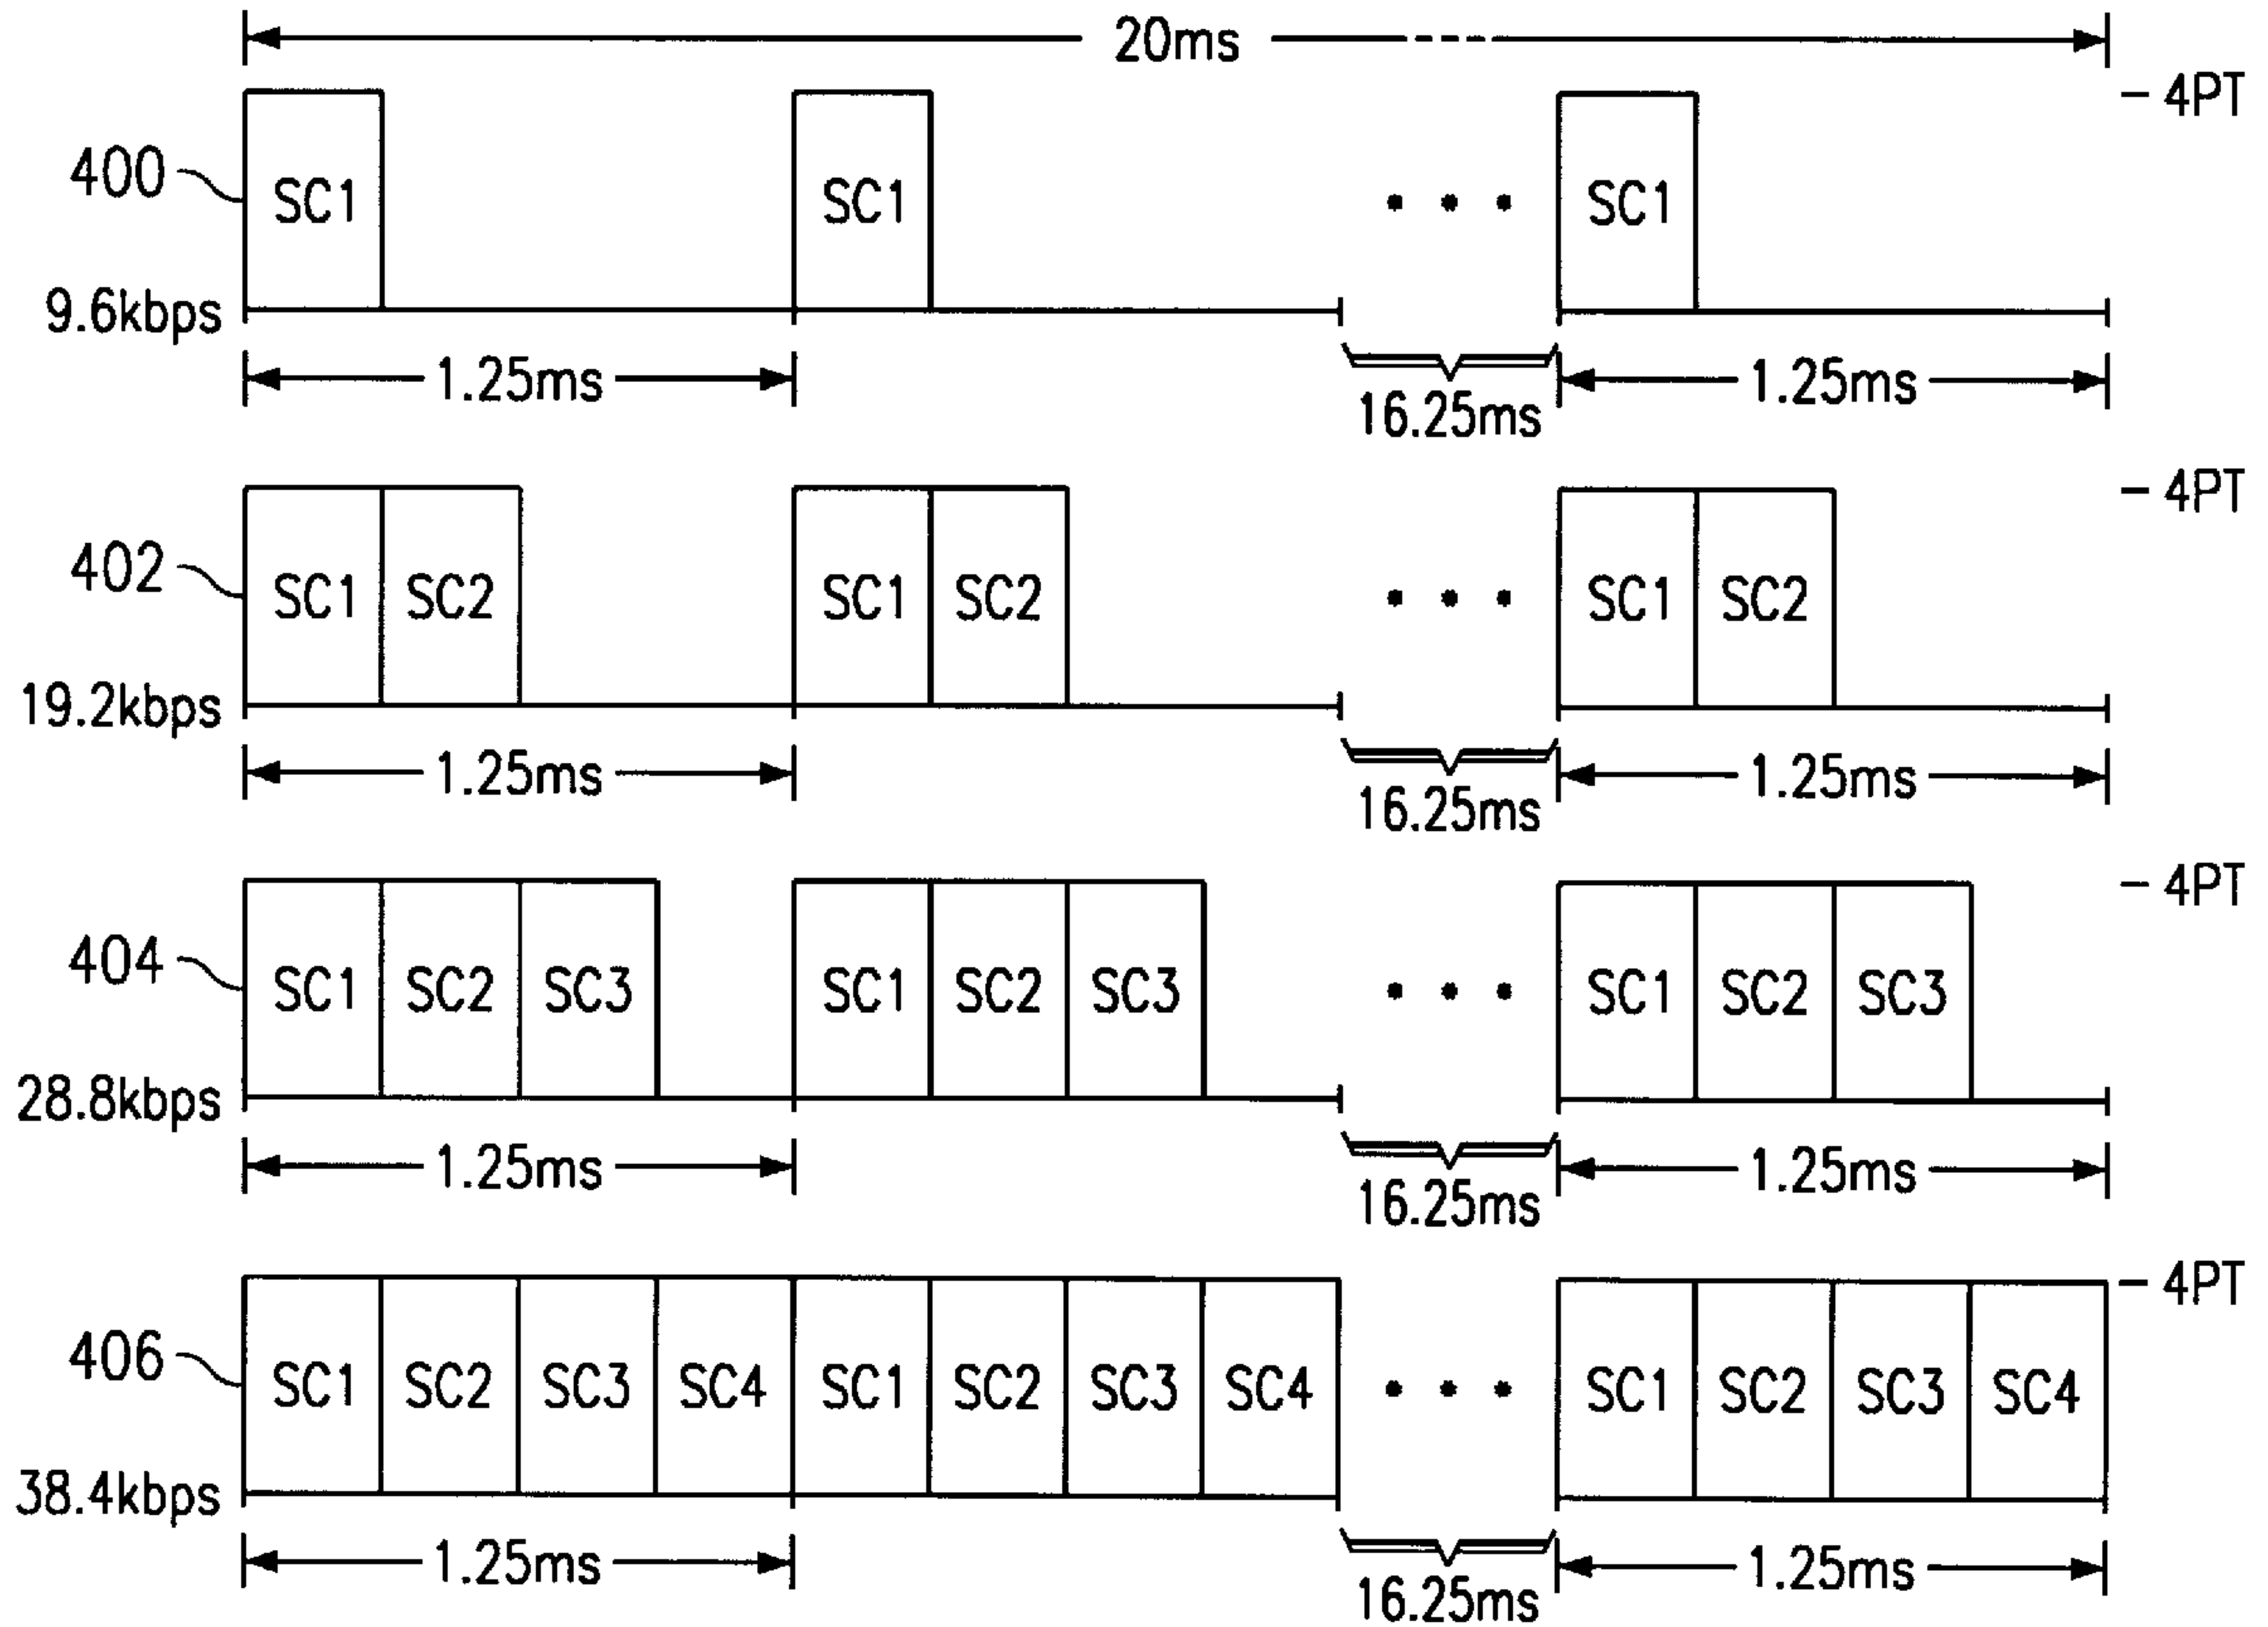 20ms
4PT
400
SC1 SC1 SC1
9.6kbps
1.25ms 1.25ms
16.25ms
4PT
402
SC1 SC2 SC1 SC2 SC1 SC2
19.2kbps
1.25ms 1.25ms
16.25ms
4PT
404
SC1 SC2 SC3 SC1 SC2 SC3 SC1 SC2 SC3
28.8kbps
1.25ms 1.25ms
16.25ms
4PT
406
SC1 SC2 SC3 SC4 SC1 SC2 SC3 SC4 SC1 SC2 SC3 SC4
38.4kbps
1.25ms 1.25ms
16.25ms